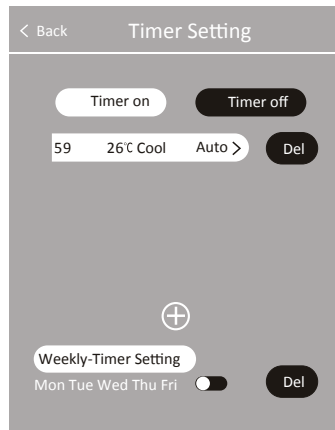 < Back Timer Setting
Timer on Timer off
59 26℃ Cool Auto > Del
Weekly-Timer Setting
Mon Tue Wed Thu Fri Del